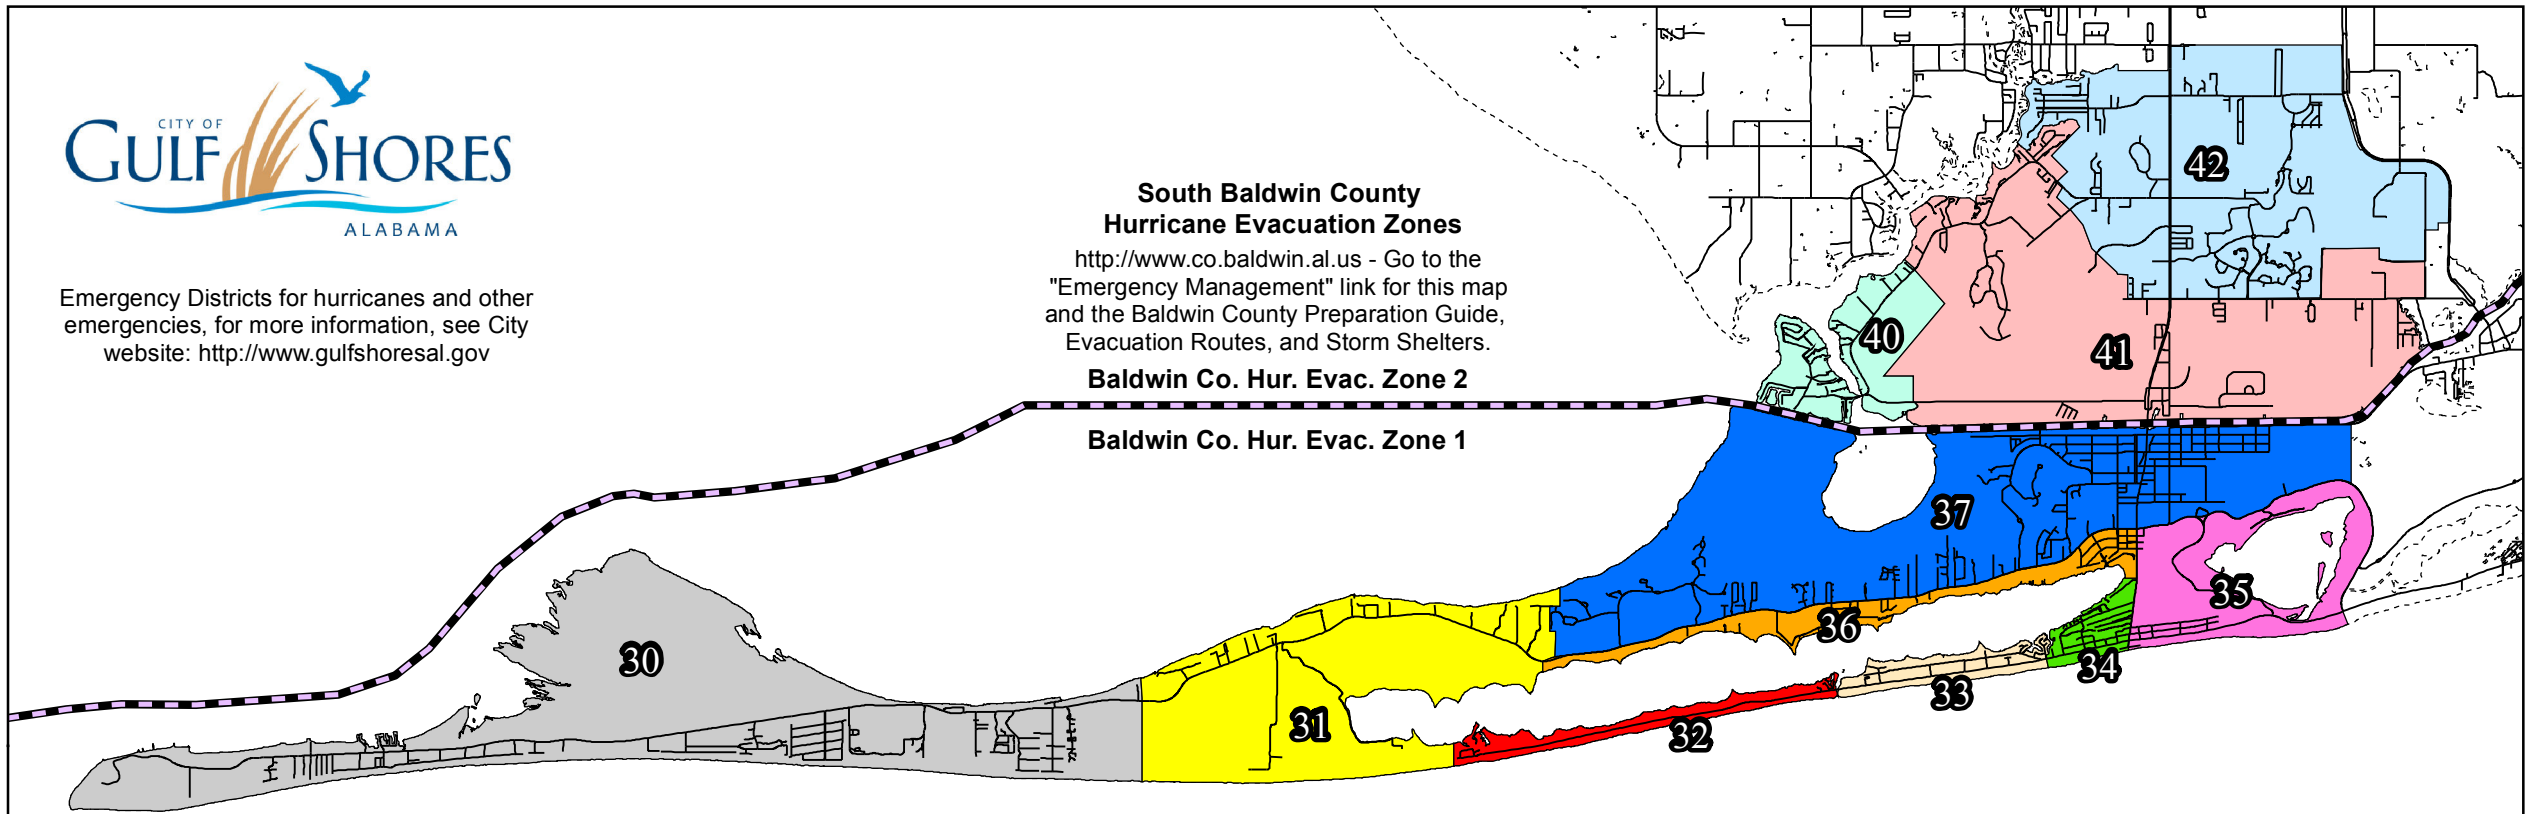 CITY OF
GULF SHORES
ALABAMA
Emergency Districts for hurricanes and other
emergencies, for more information, see City
website: http://www.gulfshoresal.gov
South Baldwin County
Hurricane Evacuation Zones
http://www.co.baldwin.al.us - Go to the
"Emergency Management" link for this map
and the Baldwin County Preparation Guide,
Evacuation Routes, and Storm Shelters.
Baldwin Co. Hur. Evac. Zone 2
Baldwin Co. Hur. Evac. Zone 1
42
40
41
37
35
36
30
34
33
31
32